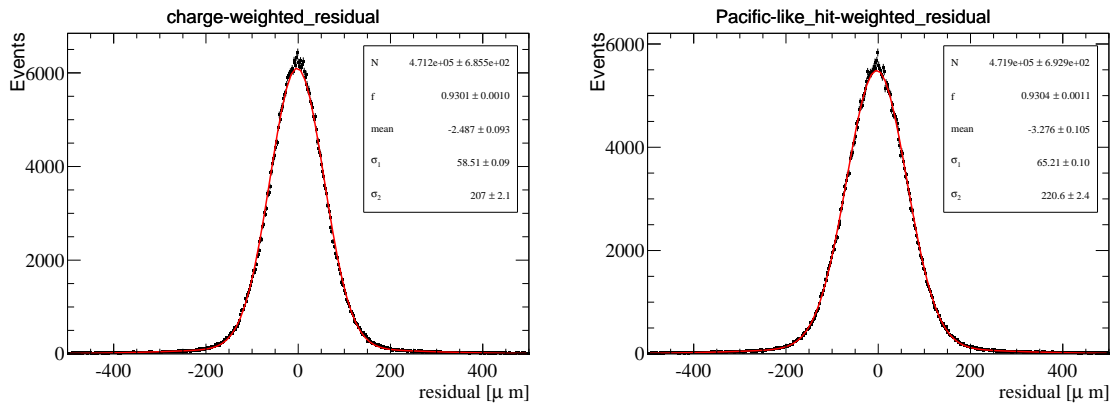 charge-weighted_residual
Events
6000
4000
2000
0
-400 -200 0 200 400
residual [μ m]
N 4.712e+05 ± 6.855e+02
f 0.9301 ± 0.0010
mean -2.487 ± 0.093
σ₁ 58.51 ± 0.09
σ₂ 207 ± 2.1
Pacific-like_hit-weighted_residual
Events
6000
5000
4000
3000
2000
1000
0
-400 -200 0 200 400
residual [μ m]
N 4.719e+05 ± 6.929e+02
f 0.9304 ± 0.0011
mean -3.276 ± 0.105
σ₁ 65.21 ± 0.10
σ₂ 220.6 ± 2.4